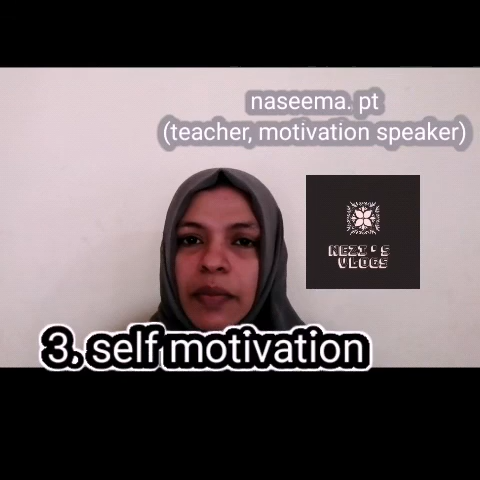 naseema. pt
(teacher, motivation speaker)
NEZI'S
VLOGS
3. self motivation